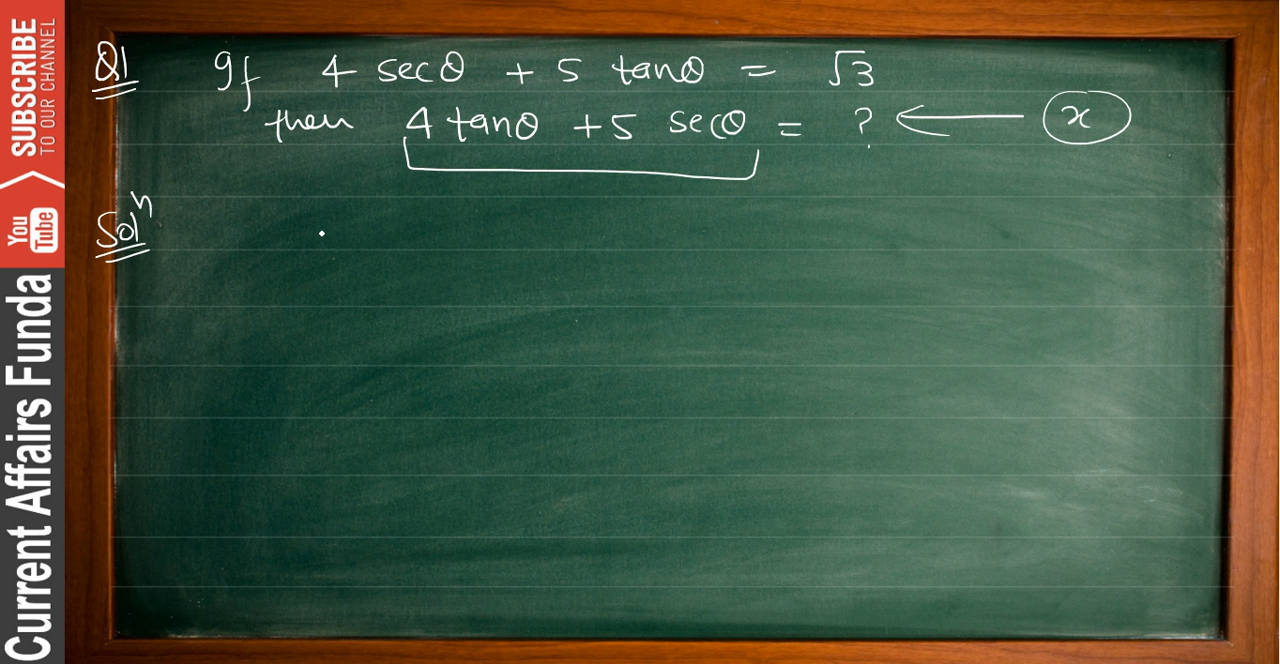 Q1 If 4 secθ + 5 tanθ = √3
then 4 tanθ + 5 secθ = ? ← x
Solⁿ
SUBSCRIBE
TO OUR CHANNEL
You Tube
Current Affairs Funda